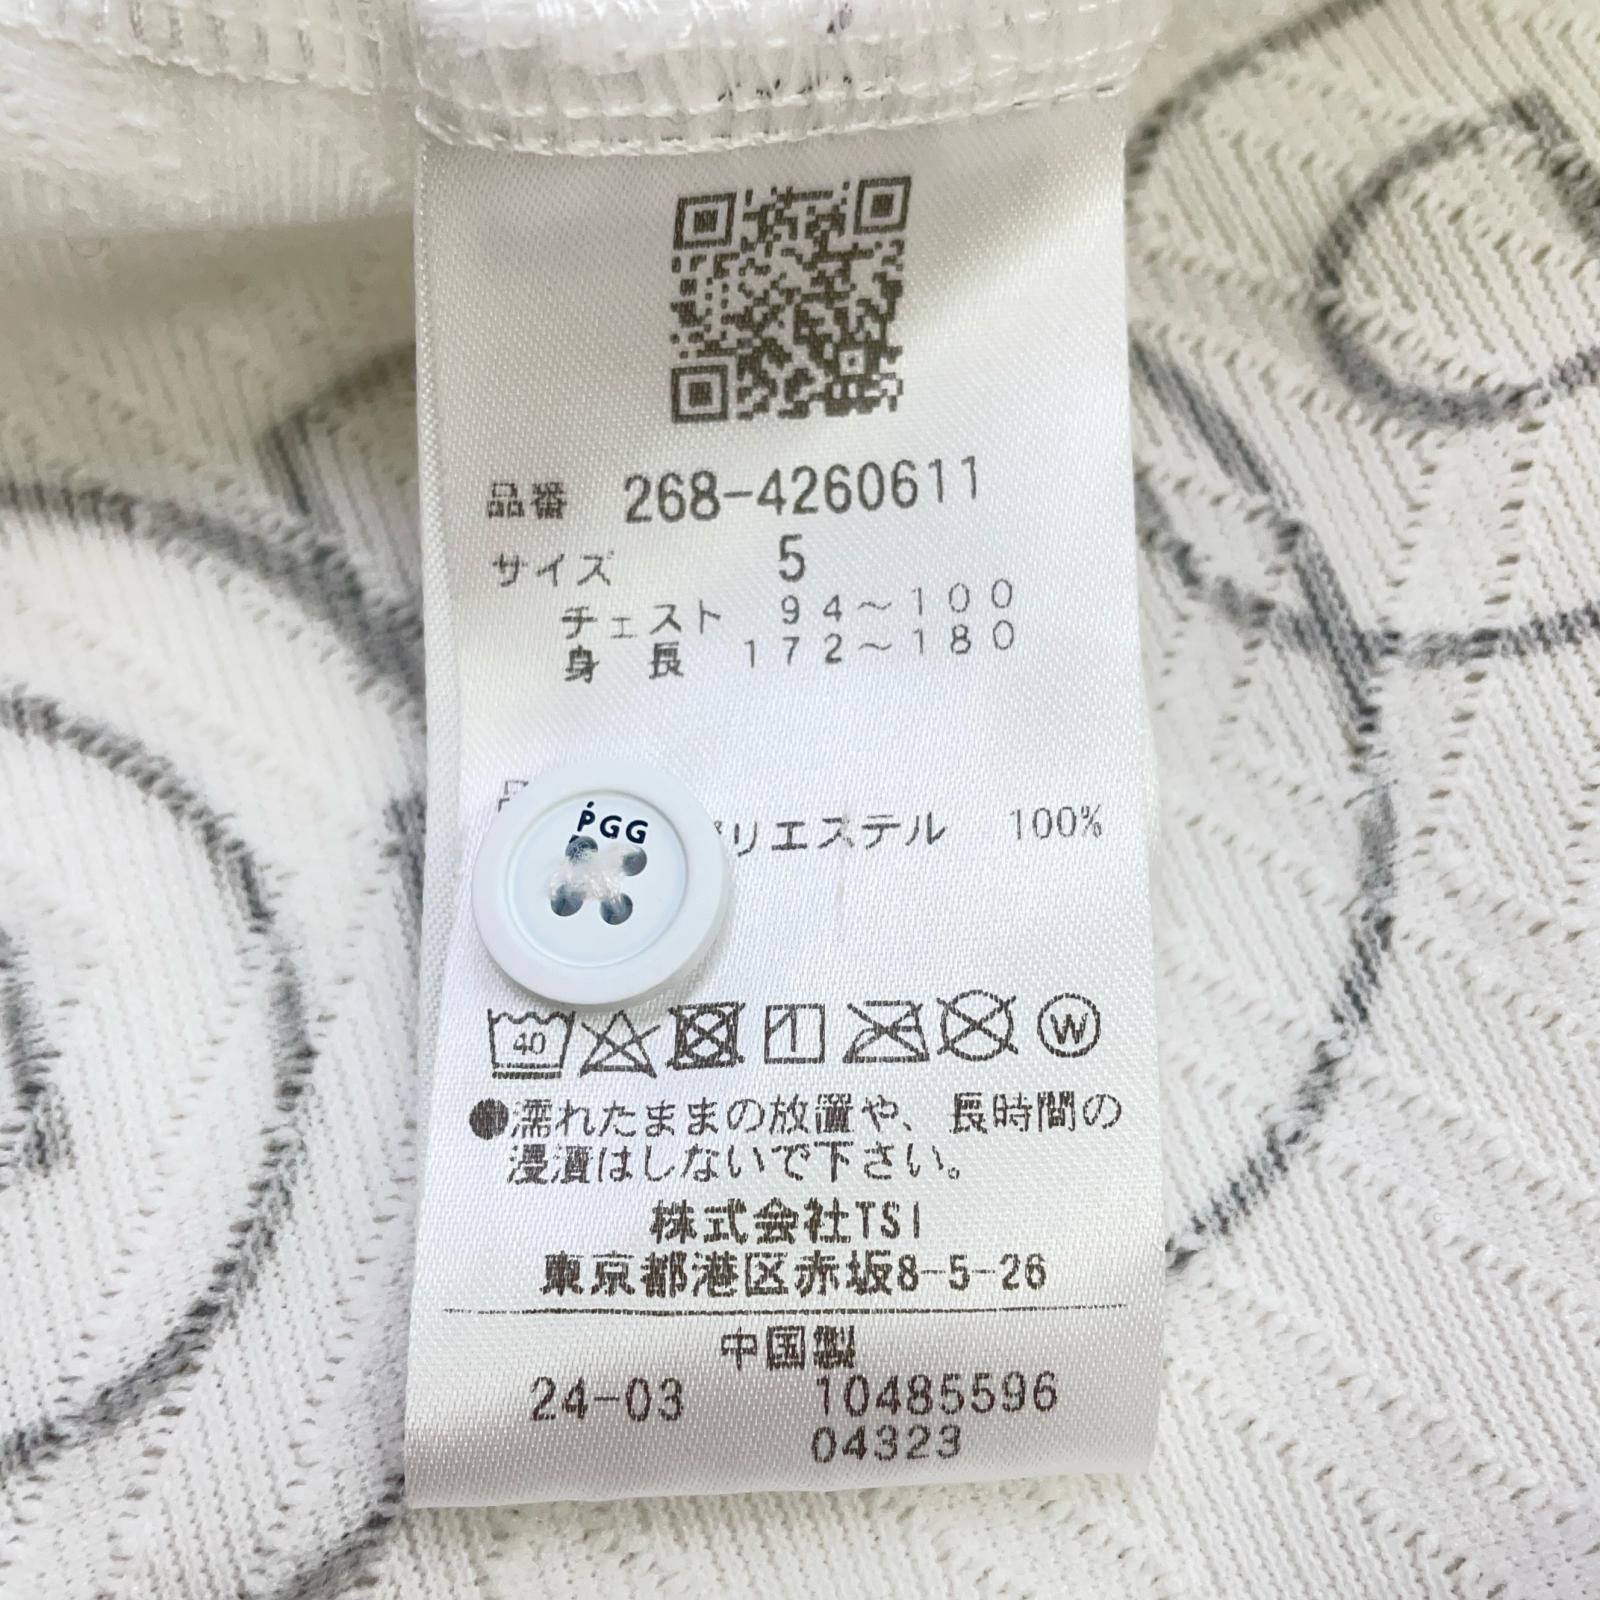 品番 268-4260611
サイズ 5
チェスト 94～100
身 長 172～180
リエステル 100%
PGG
40
W
●濡れたままの放置や、長時間の
浸漬はしないで下さい。
株式会社TSI
東京都港区赤坂8-5-26
中国製
24-03 10485596
04323